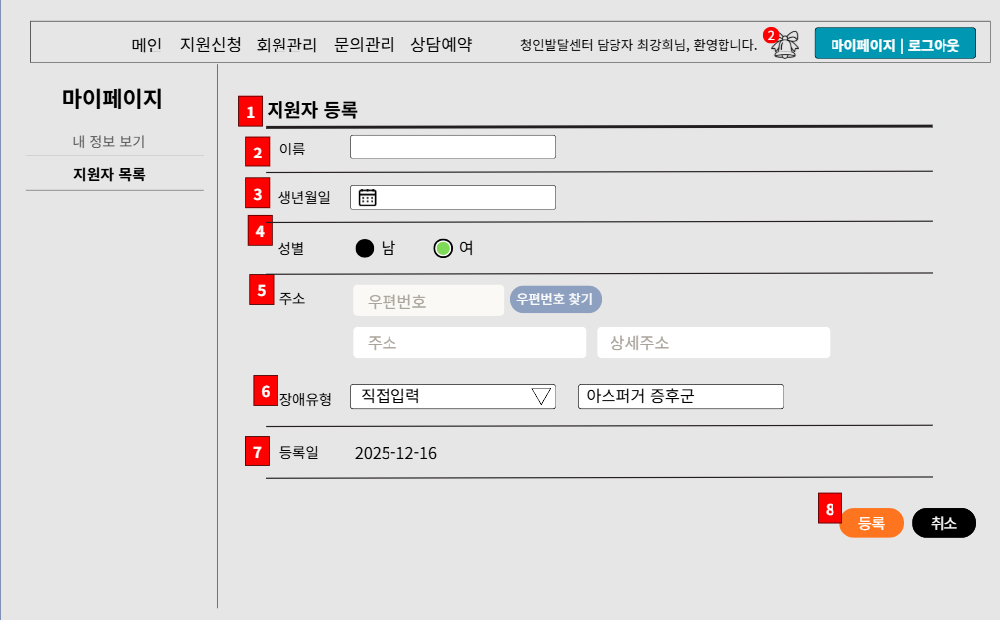 메인 지원신청 회원관리 문의관리 상담예약 청인발달센터 담당자 최강희님, 환영합니다. 2 마이페이지 | 로그아웃
마이페이지
내 정보 보기
지원자 목록
1 지원자 등록
2 이름
3 생년월일
4 성별 남 여
5 주소 우편번호 우편번호 찾기
주소 상세주소
6 장애유형 직접입력 아스퍼거 증후군
7 등록일 2025-12-16
8 등록 취소